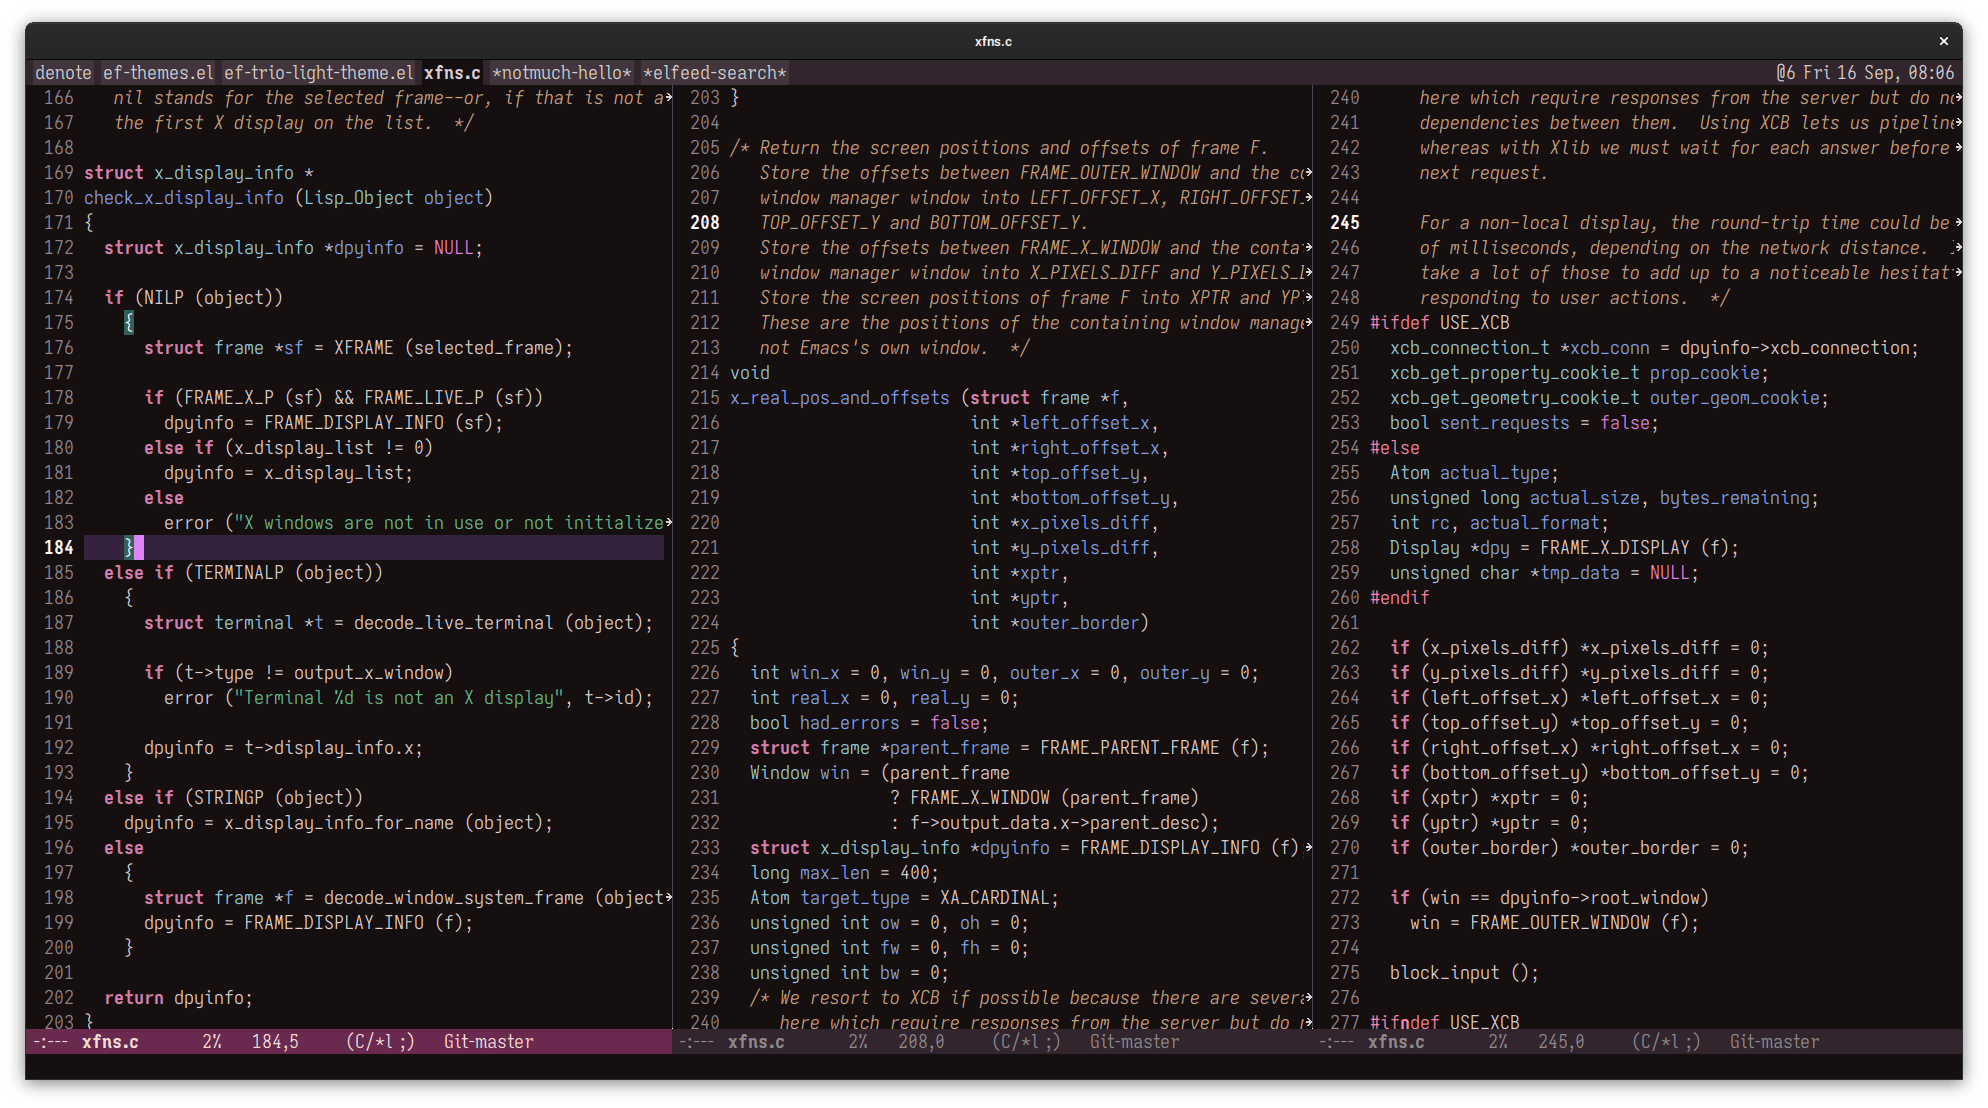 xfns.c
×
denote ef-themes.el ef-trio-light-theme.el xfns.c *notmuch-hello* *elfeed-search* @6 Fri 16 Sep, 08:06
166 nil stands for the selected frame--or, if that is not a
167 the first X display on the list.  */
168
169 struct x_display_info *
170 check_x_display_info (Lisp_Object object)
171 {
172   struct x_display_info *dpyinfo = NULL;
173
174   if (NILP (object))
175     {
176       struct frame *sf = XFRAME (selected_frame);
177
178       if (FRAME_X_P (sf) && FRAME_LIVE_P (sf))
179         dpyinfo = FRAME_DISPLAY_INFO (sf);
180       else if (x_display_list != 0)
181         dpyinfo = x_display_list;
182       else
183         error ("X windows are not in use or not initialize
184     }
185   else if (TERMINALP (object))
186     {
187       struct terminal *t = decode_live_terminal (object);
188
189       if (t->type != output_x_window)
190         error ("Terminal %d is not an X display", t->id);
191
192       dpyinfo = t->display_info.x;
193     }
194   else if (STRINGP (object))
195     dpyinfo = x_display_info_for_name (object);
196   else
197     {
198       struct frame *f = decode_window_system_frame (object
199       dpyinfo = FRAME_DISPLAY_INFO (f);
200     }
201
202   return dpyinfo;
203 }
-:--- xfns.c 2% 184,5 (C/*l ;) Git-master
203 }
204
205 /* Return the screen positions and offsets of frame F.
206    Store the offsets between FRAME_OUTER_WINDOW and the
207    window manager window into LEFT_OFFSET_X, RIGHT_OFFSET
208    TOP_OFFSET_Y and BOTTOM_OFFSET_Y.
209    Store the offsets between FRAME_X_WINDOW and the conta
210    window manager window into X_PIXELS_DIFF and Y_PIXELS_
211    Store the screen positions of frame F into XPTR and YP
212    These are the positions of the containing window manag
213    not Emacs's own window.  */
214 void
215 x_real_pos_and_offsets (struct frame *f,
216                         int *left_offset_x,
217                         int *right_offset_x,
218                         int *top_offset_y,
219                         int *bottom_offset_y,
220                         int *x_pixels_diff,
221                         int *y_pixels_diff,
222                         int *xptr,
223                         int *yptr,
224                         int *outer_border)
225 {
226   int win_x = 0, win_y = 0, outer_x = 0, outer_y = 0;
227   int real_x = 0, real_y = 0;
228   bool had_errors = false;
229   struct frame *parent_frame = FRAME_PARENT_FRAME (f);
230   Window win = (parent_frame
231                 ? FRAME_X_WINDOW (parent_frame)
232                 : f->output_data.x->parent_desc);
233   struct x_display_info *dpyinfo = FRAME_DISPLAY_INFO (f)
234   long max_len = 400;
235   Atom target_type = XA_CARDINAL;
236   unsigned int ow = 0, oh = 0;
237   unsigned int fw = 0, fh = 0;
238   unsigned int bw = 0;
239   /* We resort to XCB if possible because there are severa
240      here which require responses from the server but do
-:--- xfns.c 2% 208,0 (C/*l ;) Git-master
240      here which require responses from the server but do
241      dependencies between them.  Using XCB lets us pipelin
242      whereas with Xlib we must wait for each answer before
243      next request.
244
245      For a non-local display, the round-trip time could be
246      of milliseconds, depending on the network distance.
247      take a lot of those to add up to a noticeable hesitat
248      responding to user actions.  */
249 #ifdef USE_XCB
250   xcb_connection_t *xcb_conn = dpyinfo->xcb_connection;
251   xcb_get_property_cookie_t prop_cookie;
252   xcb_get_geometry_cookie_t outer_geom_cookie;
253   bool sent_requests = false;
254 #else
255   Atom actual_type;
256   unsigned long actual_size, bytes_remaining;
257   int rc, actual_format;
258   Display *dpy = FRAME_X_DISPLAY (f);
259   unsigned char *tmp_data = NULL;
260 #endif
261
262   if (x_pixels_diff) *x_pixels_diff = 0;
263   if (y_pixels_diff) *y_pixels_diff = 0;
264   if (left_offset_x) *left_offset_x = 0;
265   if (top_offset_y) *top_offset_y = 0;
266   if (right_offset_x) *right_offset_x = 0;
267   if (bottom_offset_y) *bottom_offset_y = 0;
268   if (xptr) *xptr = 0;
269   if (yptr) *yptr = 0;
270   if (outer_border) *outer_border = 0;
271
272   if (win == dpyinfo->root_window)
273     win = FRAME_OUTER_WINDOW (f);
274
275   block_input ();
276
277 #ifndef USE_XCB
-:--- xfns.c 2% 245,0 (C/*l ;) Git-master